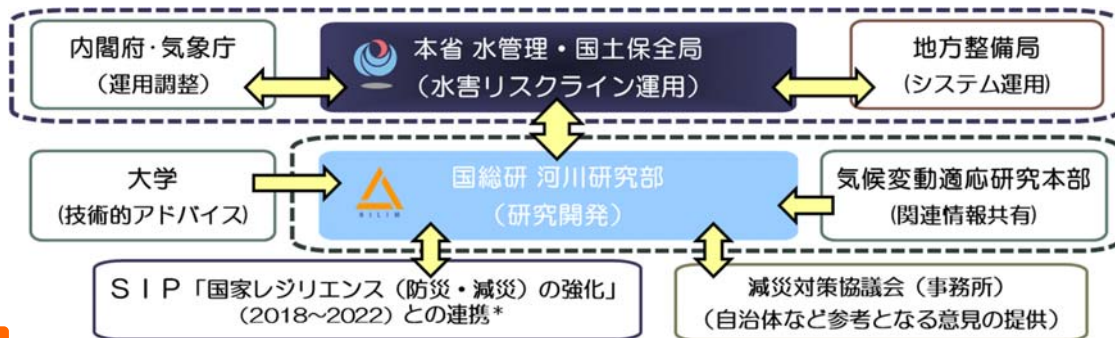 内閣府・気象庁
（運用調整）
本省 水管理・国土保全局
（水害リスクライン運用）
地方整備局
(システム運用)
大学
(技術的アドバイス)
NILIM
国総研 河川研究部
（研究開発）
気候変動適応研究本部
(関連情報共有)
ＳＩＰ「国家レジリエンス（防災・減災）の強化」
（2018～2022）との連携*
減災対策協議会（事務所）
（自治体など参考となる意見の提供）